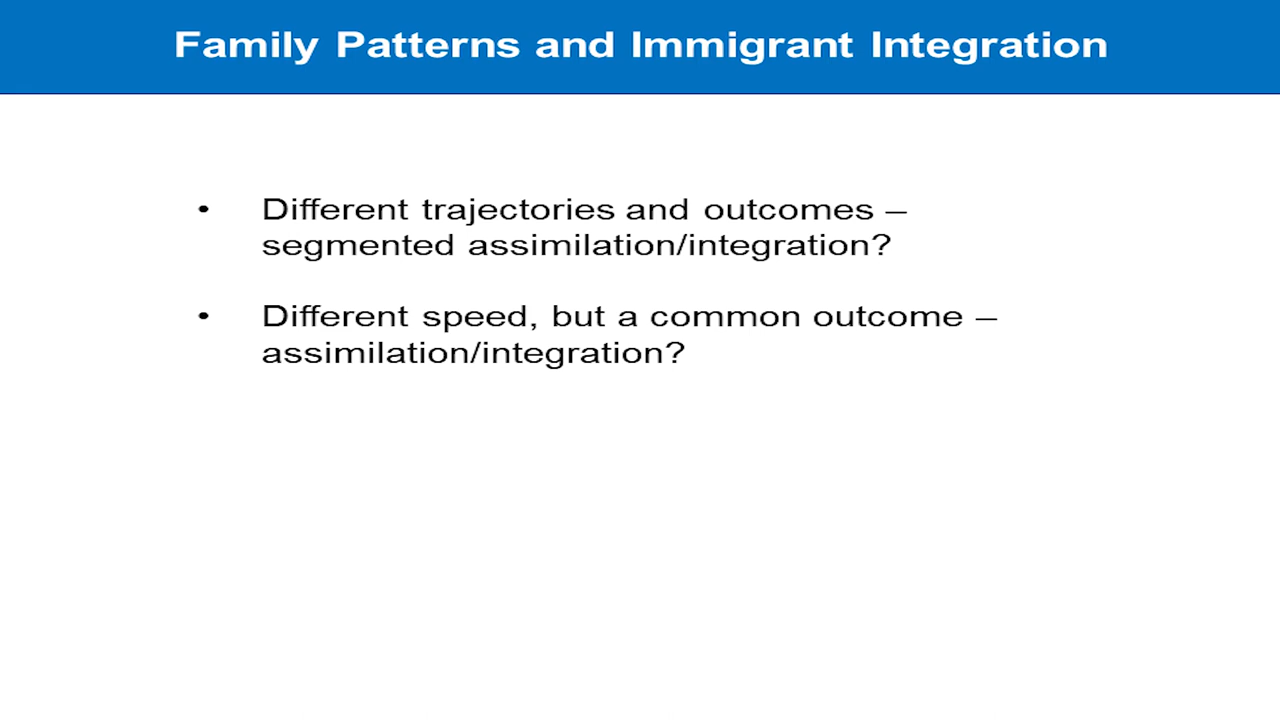 Family Patterns and Immigrant Integration
• Different trajectories and outcomes –
segmented assimilation/integration?
• Different speed, but a common outcome –
assimilation/integration?